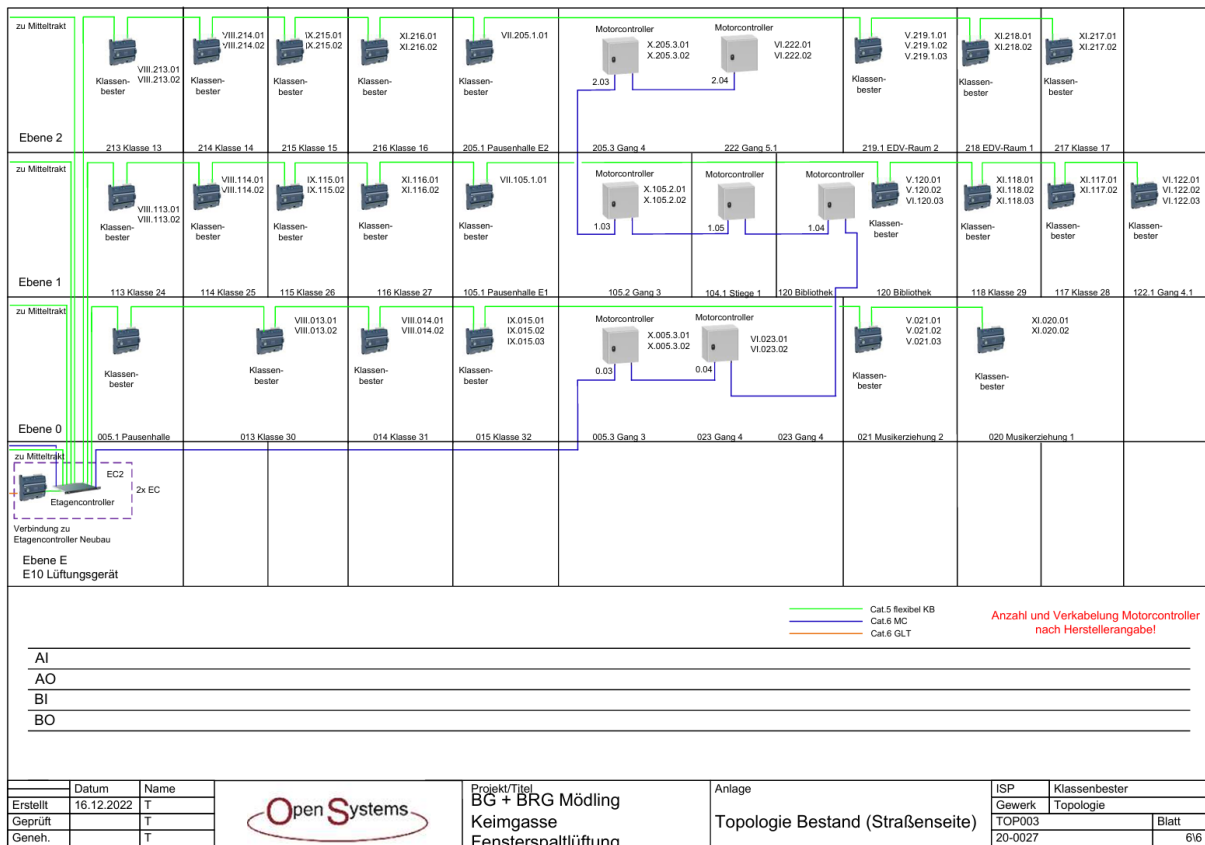 zu Mitteltrakt
VIII.213.01
VIII.213.02
Klassen-
bester
VIII.214.01
VIII.214.02
Klassen-
bester
IX.215.01
IX.215.02
Klassen-
bester
XI.216.01
XI.216.02
Klassen-
bester
VII.205.1.01
Klassen-
bester
Motorcontroller
X.205.3.01
X.205.3.02
2.03
Motorcontroller
VI.222.01
VI.222.02
2.04
V.219.1.01
V.219.1.02
V.219.1.03
Klassen-
bester
XI.218.01
XI.218.02
Klassen-
bester
XI.217.01
XI.217.02
Klassen-
bester
Ebene 2
213 Klasse 13
214 Klasse 14
215 Klasse 15
216 Klasse 16
205.1 Pausenhalle E2
205.3 Gang 4
222 Gang 5.1
219.1 EDV-Raum 2
218 EDV-Raum 1
217 Klasse 17
zu Mitteltrakt
VIII.113.01
VIII.113.02
Klassen-
bester
VIII.114.01
VIII.114.02
Klassen-
bester
IX.115.01
IX.115.02
Klassen-
bester
XI.116.01
XI.116.02
Klassen-
bester
VII.105.1.01
Klassen-
bester
Motorcontroller
X.105.2.01
X.105.2.02
1.03
Motorcontroller
1.05
Motorcontroller
1.04
V.120.01
V.120.02
VI.120.03
Klassen-
bester
XI.118.01
XI.118.02
XI.118.03
Klassen-
bester
XI.117.01
XI.117.02
Klassen-
bester
VI.122.01
VI.122.02
VI.122.03
Klassen-
bester
Ebene 1
113 Klasse 24
114 Klasse 25
115 Klasse 26
116 Klasse 27
105.1 Pausenhalle E1
105.2 Gang 3
104.1 Stiege 1
120 Bibliothek
120 Bibliothek
118 Klasse 29
117 Klasse 28
122.1 Gang 4.1
zu Mitteltrakt
Klassen-
bester
VIII.013.01
VIII.013.02
Klassen-
bester
VIII.014.01
VIII.014.02
Klassen-
bester
IX.015.01
IX.015.02
IX.015.03
Klassen-
bester
Motorcontroller
X.005.3.01
X.005.3.02
0.03
Motorcontroller
VI.023.01
VI.023.02
0.04
V.021.01
V.021.02
V.021.03
Klassen-
bester
XI.020.01
XI.020.02
Klassen-
bester
Ebene 0
005.1 Pausenhalle
013 Klasse 30
014 Klasse 31
015 Klasse 32
005.3 Gang 3
023 Gang 4
023 Gang 4
021 Musikerziehung 2
020 Musikerziehung 1
zu Mitteltrakt
EC2
2x EC
Etagencontroller
Verbindung zu
Etagencontroller Neubau
Ebene E
E10 Lüftungsgerät
Cat.5 flexibel KB
Cat.6 MC
Cat.6 GLT
Anzahl und Verkabelung Motorcontroller
nach Herstellerangabe!
AI
AO
BI
BO
Datum Name
Erstellt 16.12.2022 T
Geprüft T
Geneh. T
Open Systems
Projekt/Titel
BG + BRG Mödling
Keimgasse
Fensterspaltlüftung
Anlage
Topologie Bestand (Straßenseite)
ISP Klassenbester
Gewerk Topologie
TOP003 Blatt
20-0027 6\6